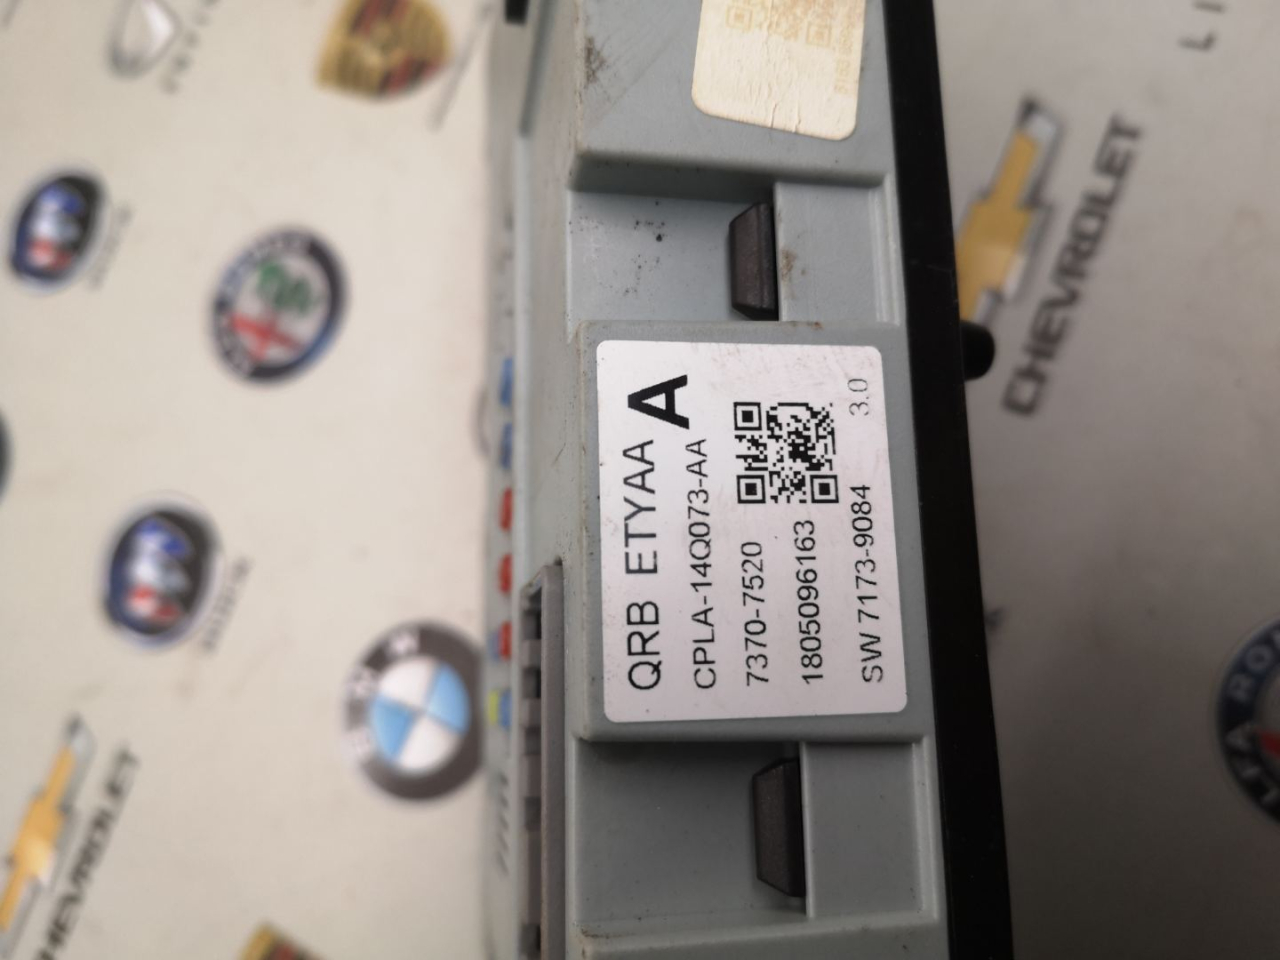 QRB ETYAA A
CPLA-14Q073-AA
7370-7520
1805096163
SW 7173-9084 3.0
CHEVROLET
CHEVROLET